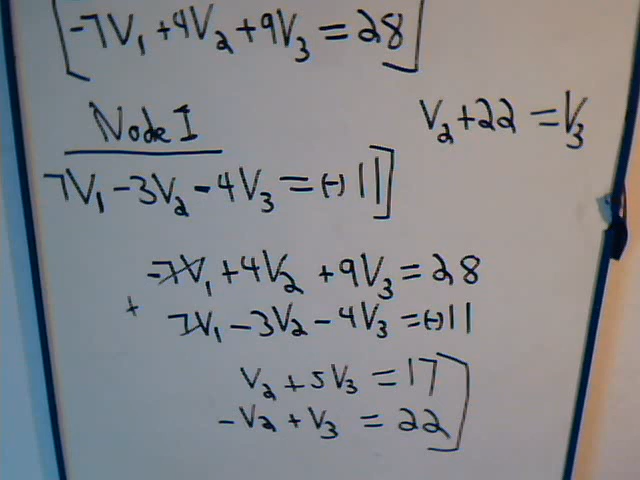 [-7V₁ + 4V₂ + 9V₃ = 28]
Node I
V₂ + 22 = V₃
7V₁ - 3V₂ - 4V₃ = (-) 11]
-7V₁ + 4V₂ + 9V₃ = 28
+ 7V₁ - 3V₂ - 4V₃ = (-) 11
V₂ + 5V₃ = 17
-V₂ + V₃ = 22]